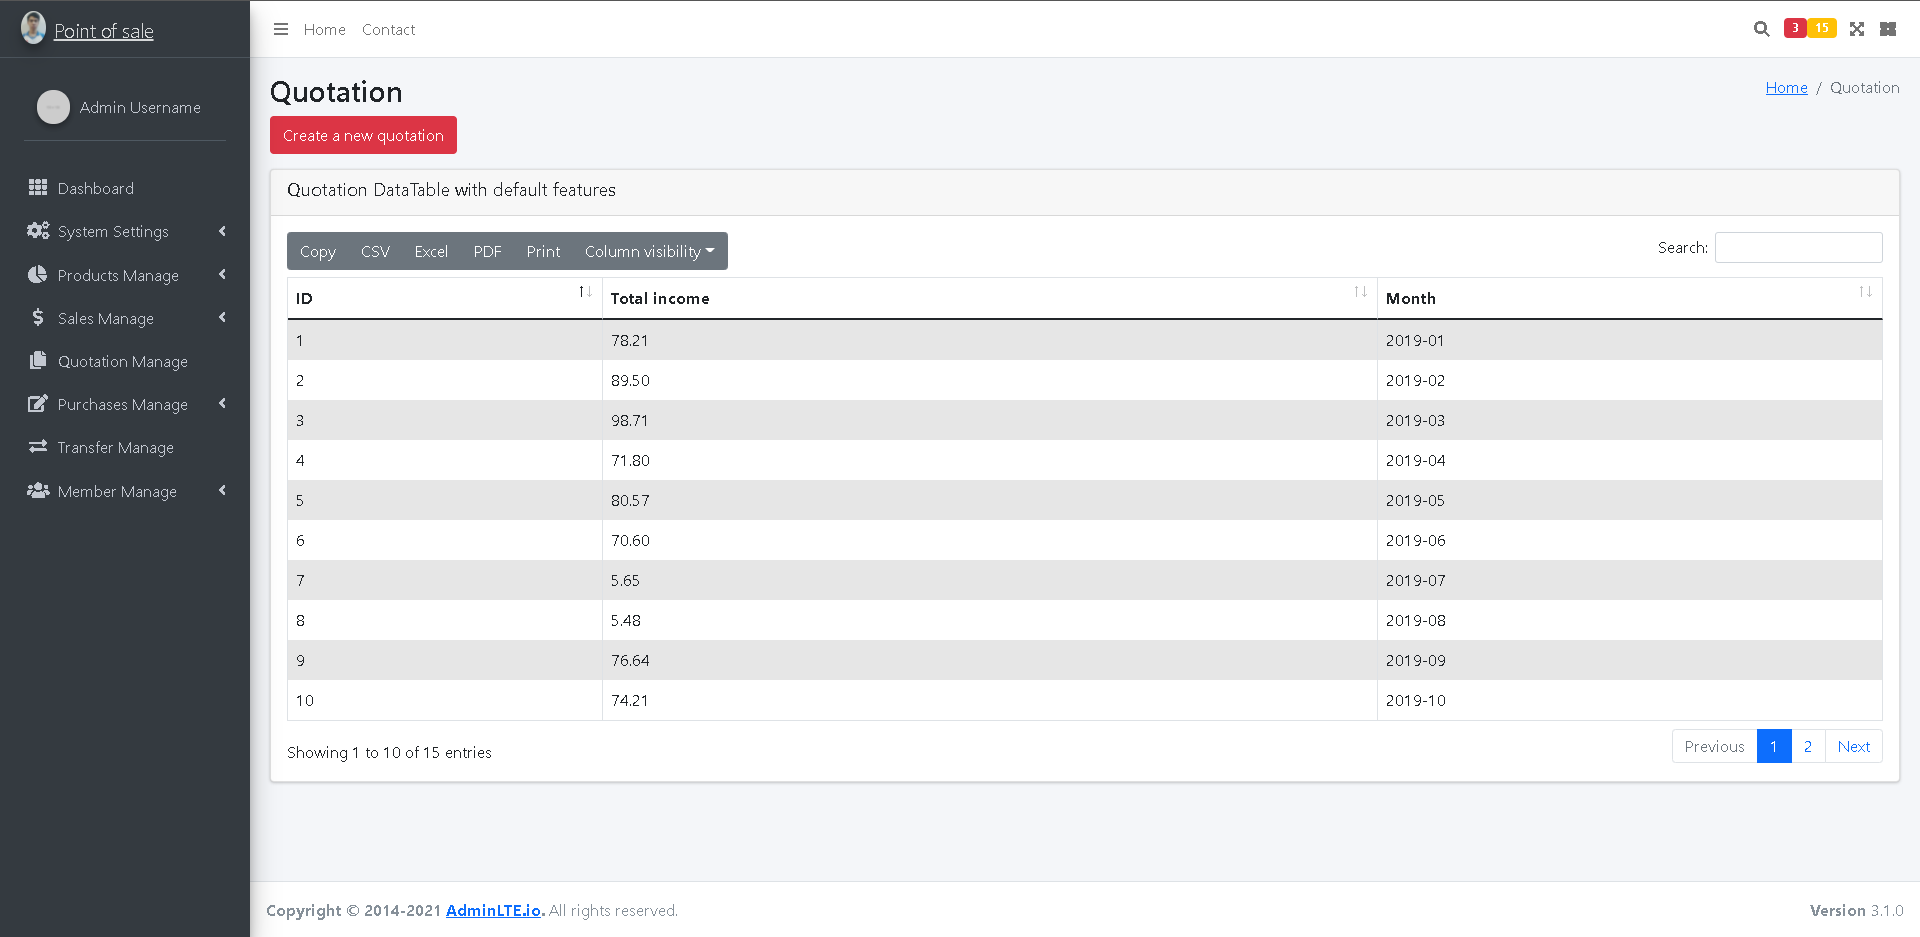 Point of sale
Home Contact
3 15
Admin Username
Dashboard
System Settings
Products Manage
Sales Manage
Quotation Manage
Purchases Manage
Transfer Manage
Member Manage
Quotation
Home / Quotation
Create a new quotation
Quotation DataTable with default features
Copy CSV Excel PDF Print Column visibility
Search:
ID Total income Month
1 78.21 2019-01
2 89.50 2019-02
3 98.71 2019-03
4 71.80 2019-04
5 80.57 2019-05
6 70.60 2019-06
7 5.65 2019-07
8 5.48 2019-08
9 76.64 2019-09
10 74.21 2019-10
Showing 1 to 10 of 15 entries
Previous 1 2 Next
Copyright © 2014-2021 AdminLTE.io. All rights reserved.
Version 3.1.0